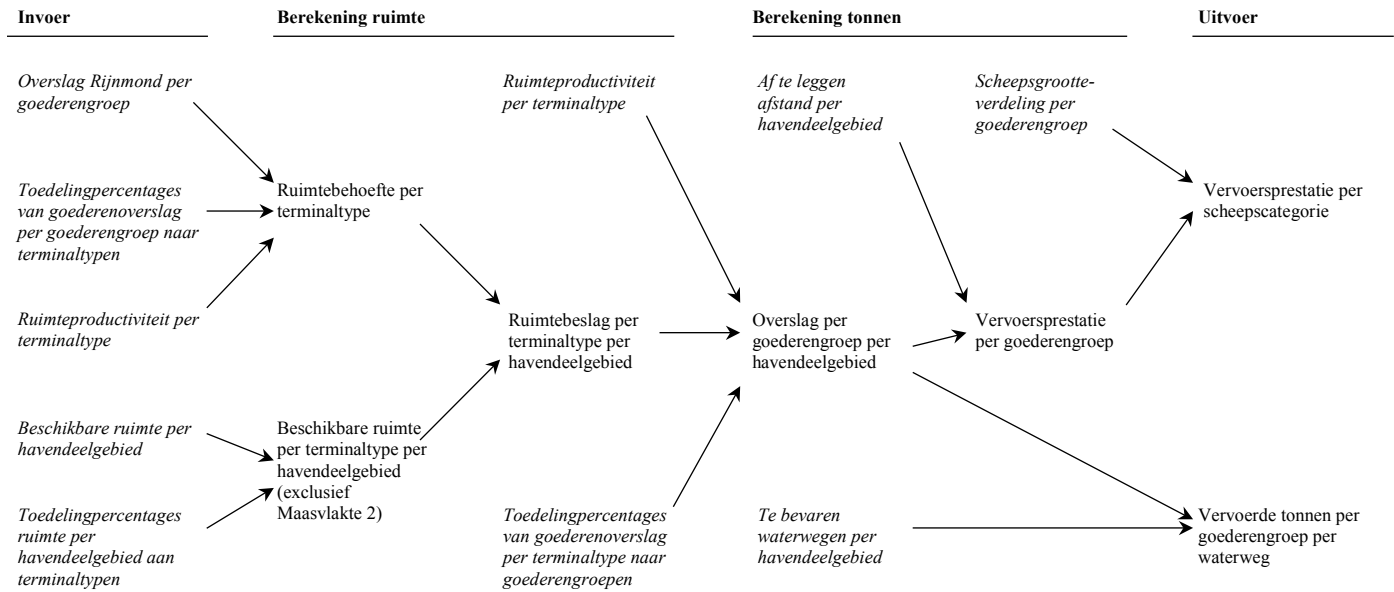 Invoer
Berekening ruimte
Berekening tonnen
Uitvoer
Overslag Rijnmond per
goederengroep
Ruimteproductiviteit
per terminaltype
Af te leggen
afstand per
havendeelgebied
Scheepsgrootte-
verdeling per
goederengroep
Toedelingpercentages
van goederenoverslag
per goederengroep naar
terminaltypen
Ruimtebehoefte per
terminaltype
Vervoersprestatie per
scheepscategorie
Ruimteproductiviteit per
terminaltype
Ruimtebeslag per
terminaltype per
havendeelgebied
Overslag per
goederengroep per
havendeelgebied
Vervoersprestatie
per goederengroep
Beschikbare ruimte per
havendeelgebied
Beschikbare ruimte
per terminaltype per
havendeelgebied
(exclusief
Maasvlakte 2)
Toedelingpercentages
ruimte per
havendeelgebied aan
terminaltypen
Toedelingpercentages
van goederenoverslag
per terminaltype naar
goederengroepen
Te bevaren
waterwegen per
havendeelgebied
Vervoerde tonnen per
goederengroep per
waterweg